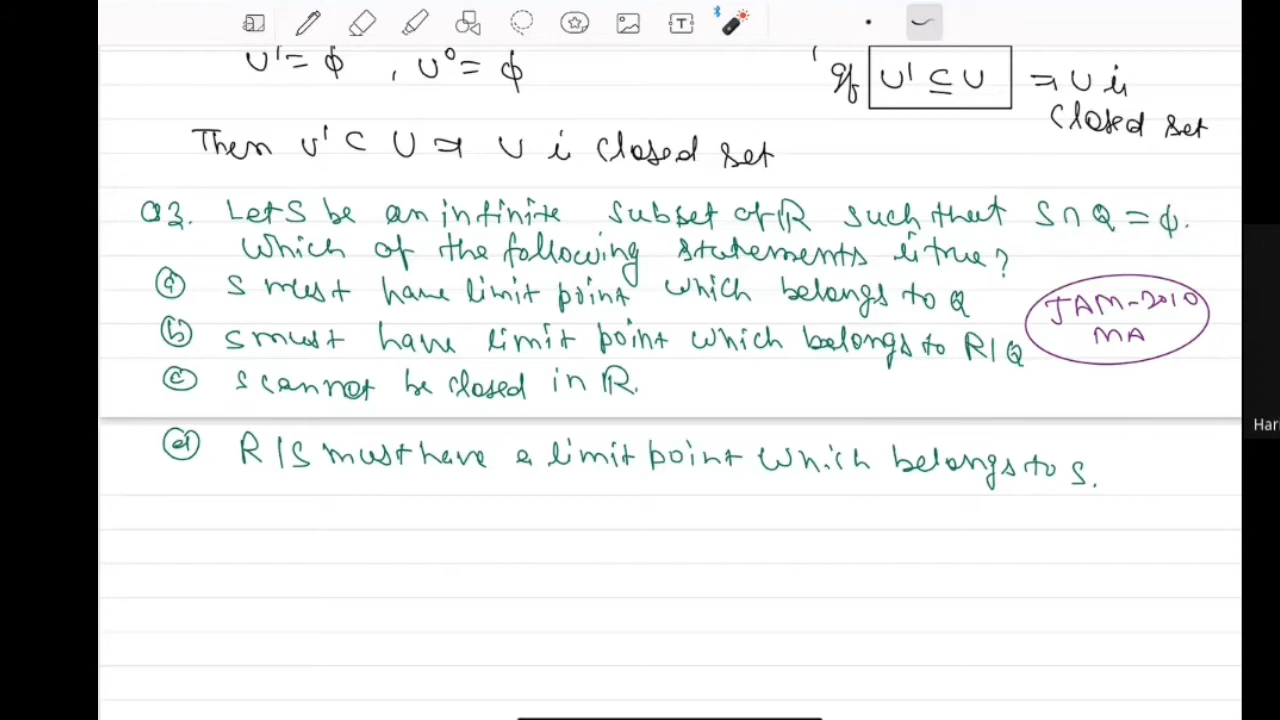 U' = ϕ , U⁰ = ϕ
If U' ⊆ U ⇒ U is
closed set
Then U' ⊂ U ⇒ U is closed set
Q3. Let S be an infinite subset of ℝ such that S ∩ Q = ϕ.
Which of the following statements is true?
(a) S must have limit point which belongs to Q
(b) S must have limit point which belongs to R|Q
JAM-2010
MA
(c) S cannot be closed in ℝ.
(d) R|S must have a limit point which belongs to S.
Har